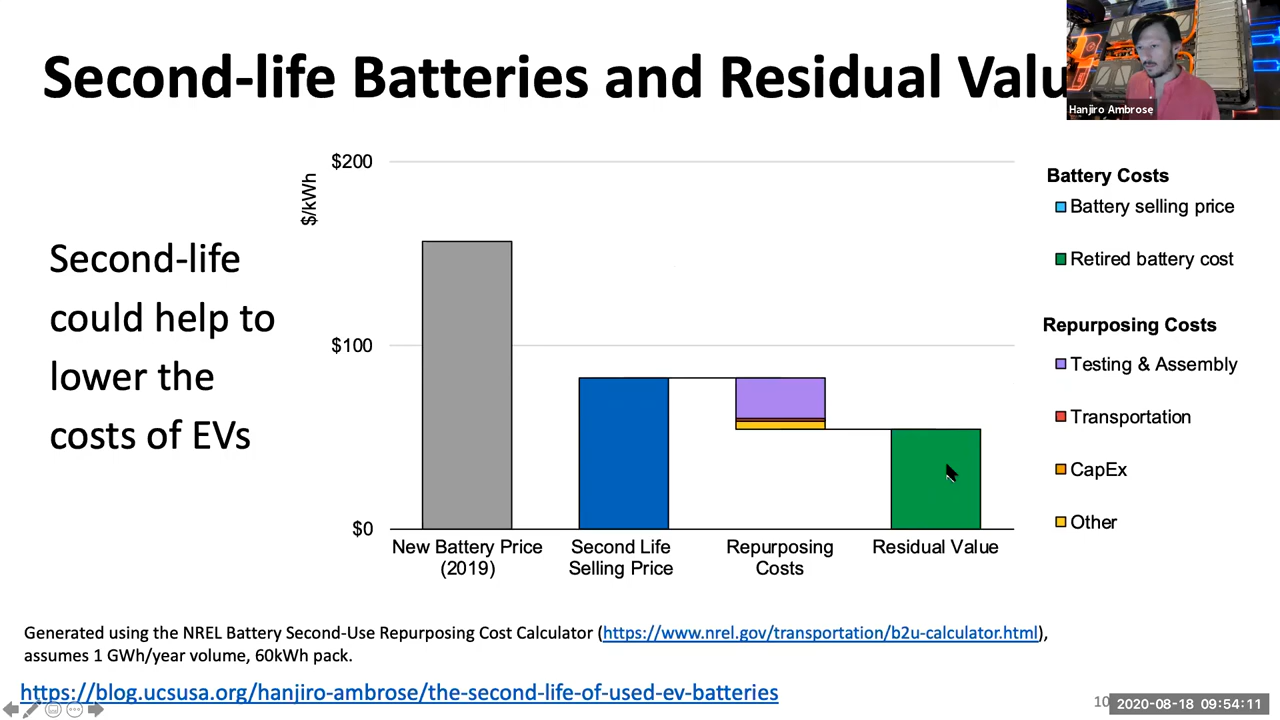 Second-life Batteries and Residual Valu
Hanjiro Ambrose
Second-life
could help to
lower the
costs of EVs
$/kWh
$200
$100
$0
New Battery Price
(2019)
Second Life
Selling Price
Repurposing
Costs
Residual Value
Battery Costs
Battery selling price
Retired battery cost
Repurposing Costs
Testing & Assembly
Transportation
CapEx
Other
Generated using the NREL Battery Second-Use Repurposing Cost Calculator (https://www.nrel.gov/transportation/b2u-calculator.html),
assumes 1 GWh/year volume, 60kWh pack.
https://blog.ucsusa.org/hanjiro-ambrose/the-second-life-of-used-ev-batteries
10
2020-08-18 09:54:11